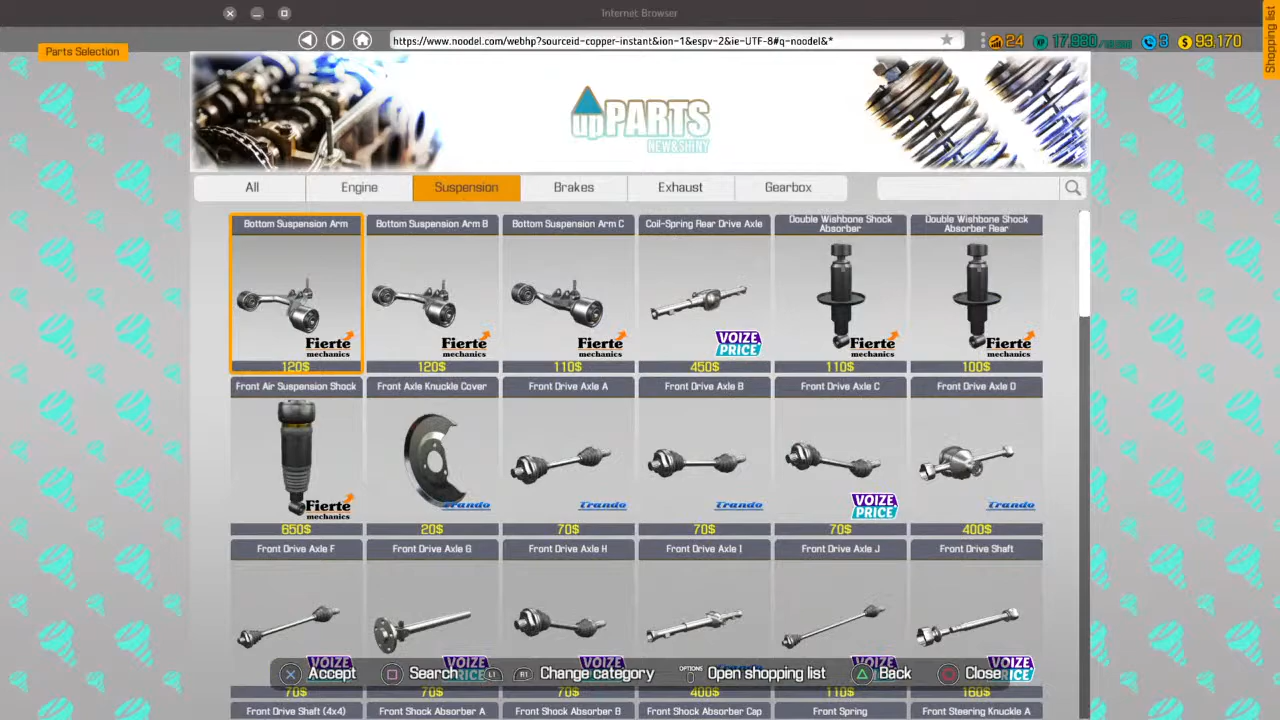 Internet Browser
Parts Selection
https://www.noodel.com/webhp?sourceid-copper-instant&ion-1&espv-2&ie-UTF-8#q-noodel&*
24
17,980
3
$ 93,170
Shopping list
upPARTS
NEW&SHINY
All
Engine
Suspension
Brakes
Exhaust
Gearbox
Bottom Suspension Arm
Bottom Suspension Arm B
Bottom Suspension Arm C
Coil-Spring Rear Drive Axle
Double Wishbone Shock
Absorber
Double Wishbone Shock
Absorber Rear
Fierte
mechanics
Fierte
mechanics
Fierte
mechanics
VOIZE
PRICE
Fierte
mechanics
Fierte
mechanics
120$
120$
110$
450$
110$
100$
Front Air Suspension Shock
Front Axle Knuckle Cover
Front Drive Axle A
Front Drive Axle B
Front Drive Axle C
Front Drive Axle D
Fierte
mechanics
Trando
Trando
Trando
VOIZE
PRICE
Trando
650$
20$
70$
70$
70$
400$
Front Drive Axle F
Front Drive Axle G
Front Drive Axle H
Front Drive Axle I
Front Drive Axle J
Front Drive Shaft
VOIZE
VOIZE
VOIZE
VOIZE
VOIZE
PRICE
Accept
Search
L1
R1
Change category
OPTIONS
Open shopping list
Back
Close
70$
70$
70$
400$
110$
160$
Front Drive Shaft (4x4)
Front Shock Absorber A
Front Shock Absorber B
Front Shock Absorber Cap
Front Spring
Front Steering Knuckle A